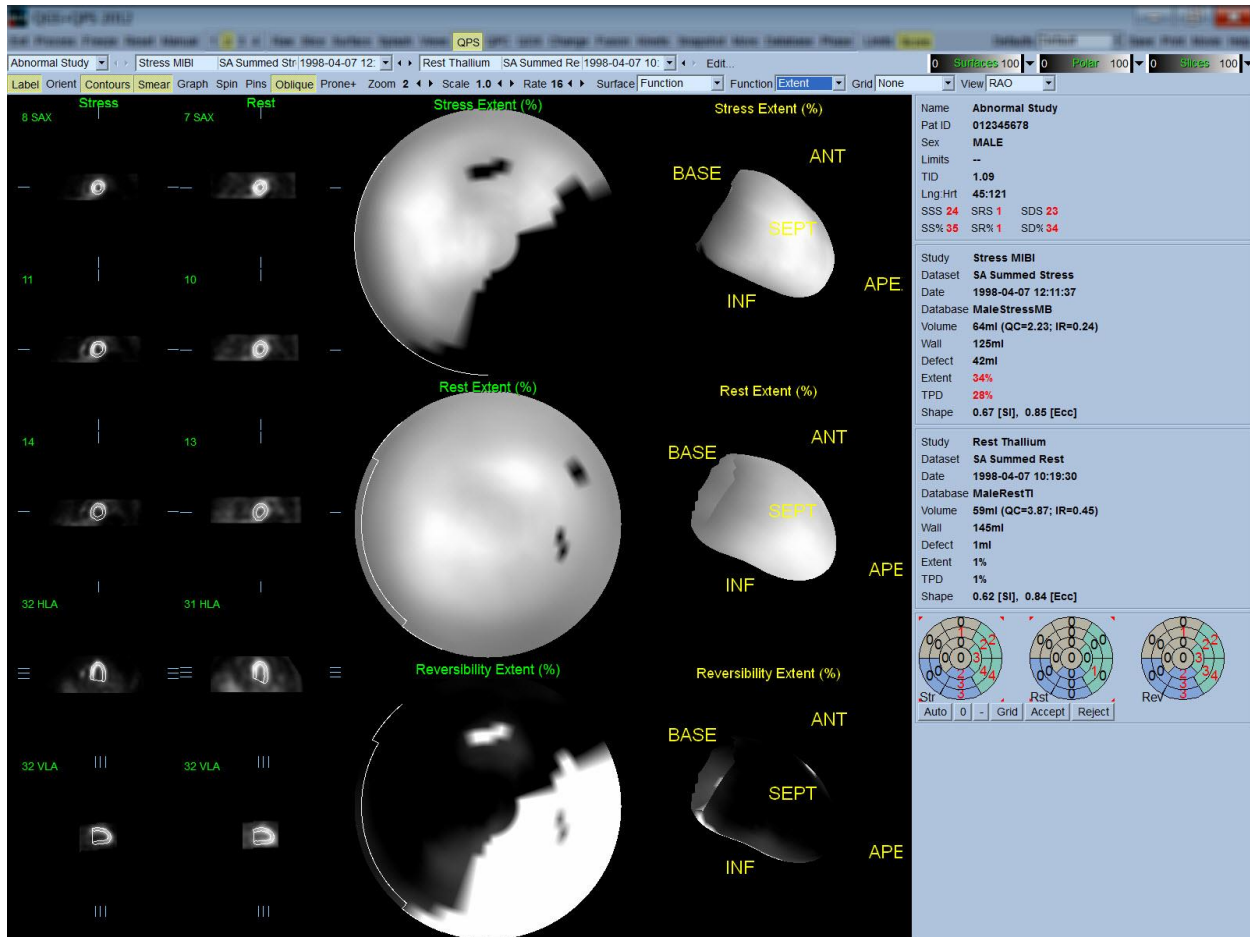 QGS+QPS 2012
QPS
Abnormal Study Stress MIBI SA Summed Str 1998-04-07 12: Rest Thallium SA Summed Re 1998-04-07 10: Edit... 0 Surfaces 100 0 Polar 100 0 Slices 100
Label Orient Contours Smear Graph Spin Pins Oblique Prone+ Zoom 2 Scale 1.0 Rate 16 Surface Function Function Extent Grid None View RAO
Stress Rest Stress Extent (%) Stress Extent (%)
8 SAX 7 SAX
BASE ANT
SEPT
INF APE
11 10
14 13
Rest Extent (%) Rest Extent (%)
BASE ANT
SEPT
INF APE
32 HLA 31 HLA
Reversibility Extent (%) Reversibility Extent (%)
BASE ANT
SEPT
INF APE
32 VLA 32 VLA
Name Abnormal Study
Pat ID 012345678
Sex MALE
Limits --
TID 1.09
Lng:Hrt 45:121
SSS 24 SRS 1 SDS 23
SS% 35 SR% 1 SD% 34
Study Stress MIBI
Dataset SA Summed Stress
Date 1998-04-07 12:11:37
Database MaleStressMB
Volume 64ml (QC=2.23; IR=0.24)
Wall 125ml
Defect 42ml
Extent 34%
TPD 28%
Shape 0.67 [SI], 0.85 [Ecc]
Study Rest Thallium
Dataset SA Summed Rest
Date 1998-04-07 10:19:30
Database MaleRestTl
Volume 59ml (QC=3.87; IR=0.45)
Wall 145ml
Defect 1ml
Extent 1%
TPD 1%
Shape 0.62 [SI], 0.84 [Ecc]
Str Rst Rev
Auto 0 - Grid Accept Reject